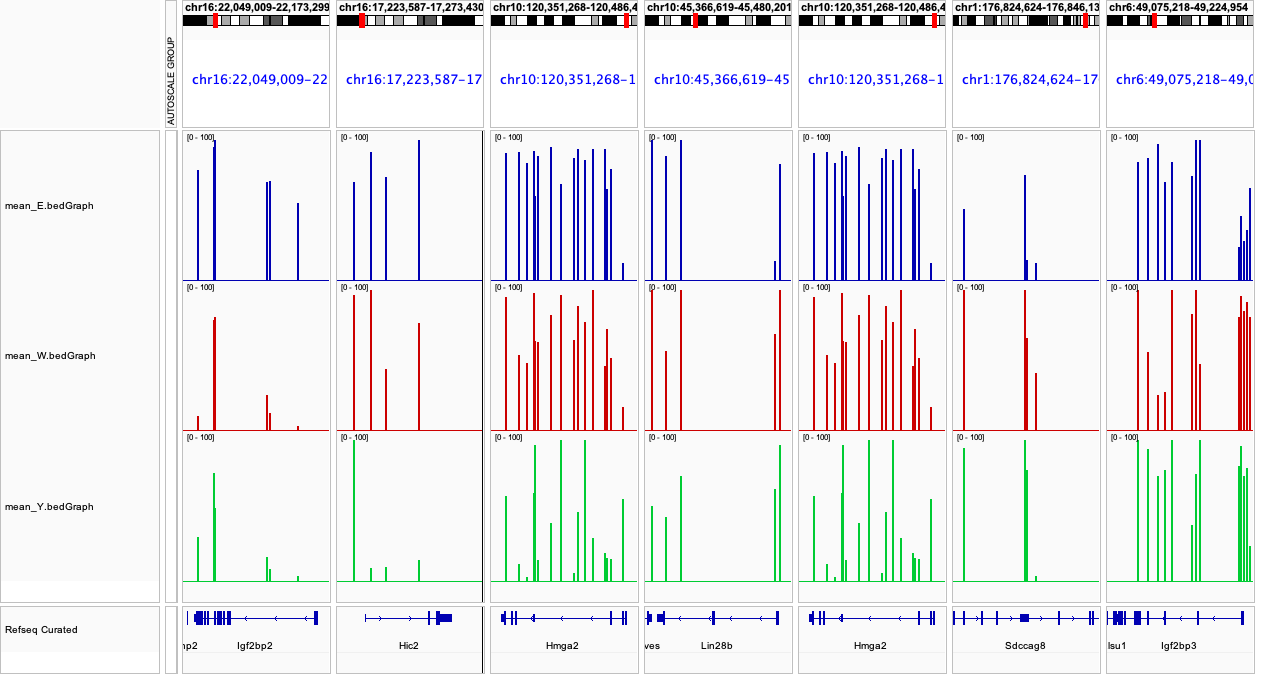 chr16:22,049,009-22,173,299 chr16:17,223,587-17,273,430 chr10:120,351,268-120,486,4 chr10:45,366,619-45,480,201 chr10:120,351,268-120,486,4 chr1:176,824,624-176,846,13 chr6:49,075,218-49,224,954
AUTOSCALE GROUP
chr16:22,049,009-22 chr16:17,223,587-17 chr10:120,351,268-1 chr10:45,366,619-45 chr10:120,351,268-1 chr1:176,824,624-17 chr6:49,075,218-49,0
[0 - 100] [0 - 100] [0 - 100] [0 - 100] [0 - 100] [0 - 100] [0 - 100]
mean_E.bedGraph
[0 - 100] [0 - 100] [0 - 100] [0 - 100] [0 - 100] [0 - 100] [0 - 100]
mean_W.bedGraph
[0 - 100] [0 - 100] [0 - 100] [0 - 100] [0 - 100] [0 - 100] [0 - 100]
mean_Y.bedGraph
Refseq Curated
np2 Igf2bp2 Hic2 Hmga2 ves Lin28b Hmga2 Sdccag8 lsu1 Igf2bp3